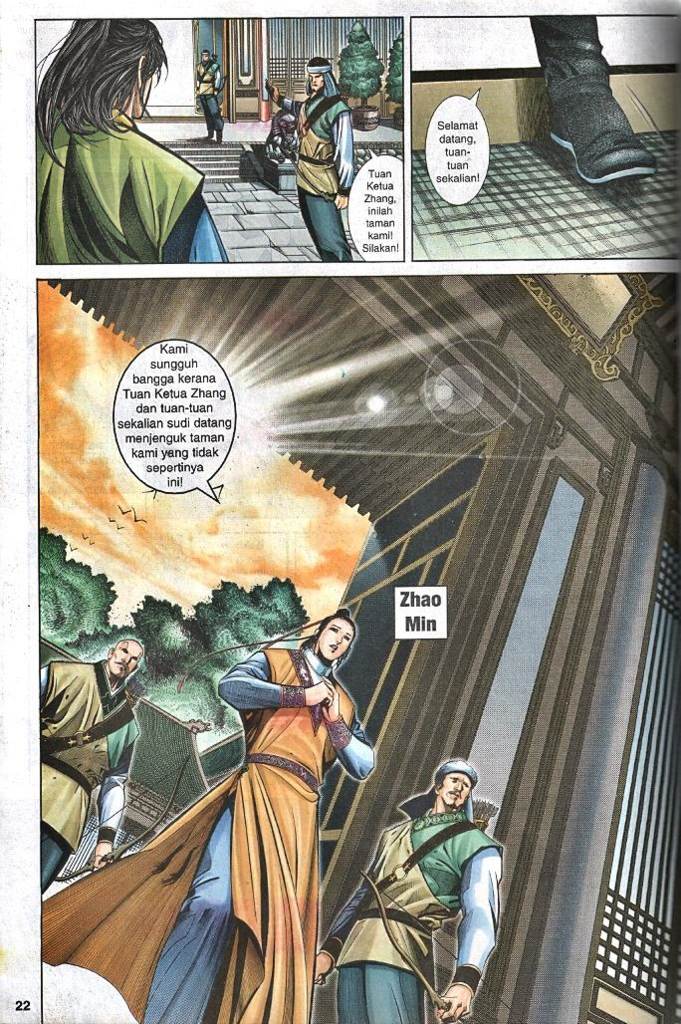 Tuan
Ketua
Zhang,
inilah
taman
kami!
Silakan!
Selamat
datang,
tuan-
tuan
sekalian!
Kami
sungguh
bangga kerana
Tuan Ketua Zhang
dan tuan-tuan
sekalian sudi datang
menjenguk taman
kami yang tidak
sepertinya
ini!
Zhao
Min
22